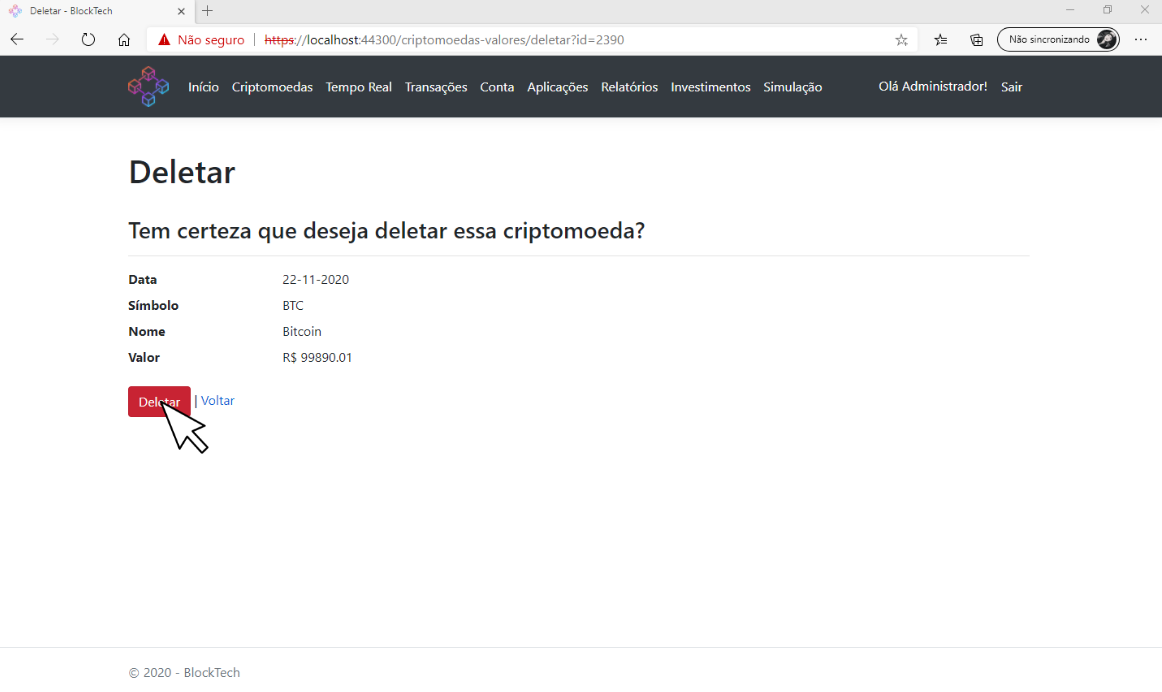 Deletar - BlockTech
Não seguro | https://localhost:44300/criptomoedas-valores/deletar?id=2390
Não sincronizando
Início Criptomoedas Tempo Real Transações Conta Aplicações Relatórios Investimentos Simulação Olá Administrador! Sair
Deletar
Tem certeza que deseja deletar essa criptomoeda?
Data 22-11-2020
Símbolo BTC
Nome Bitcoin
Valor R$ 99890.01
Deletar | Voltar
© 2020 - BlockTech